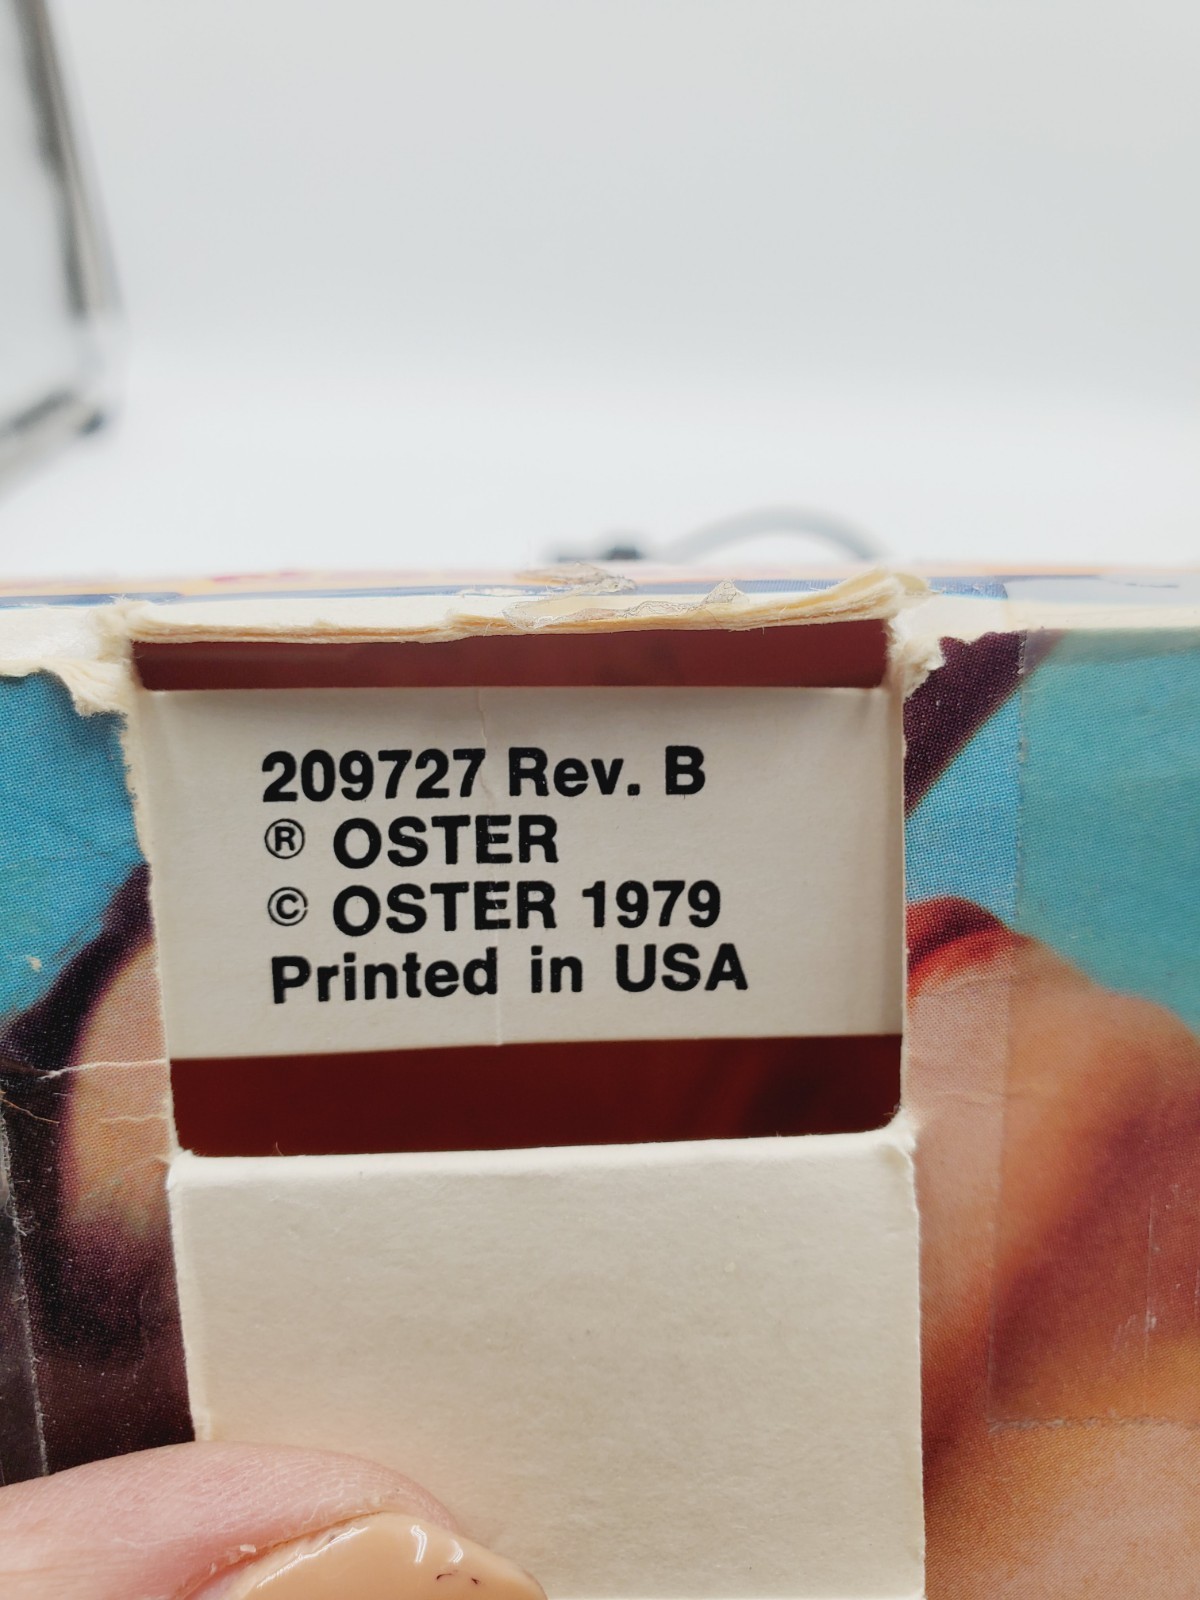 209727 Rev. B
® OSTER
© OSTER 1979
Printed in USA